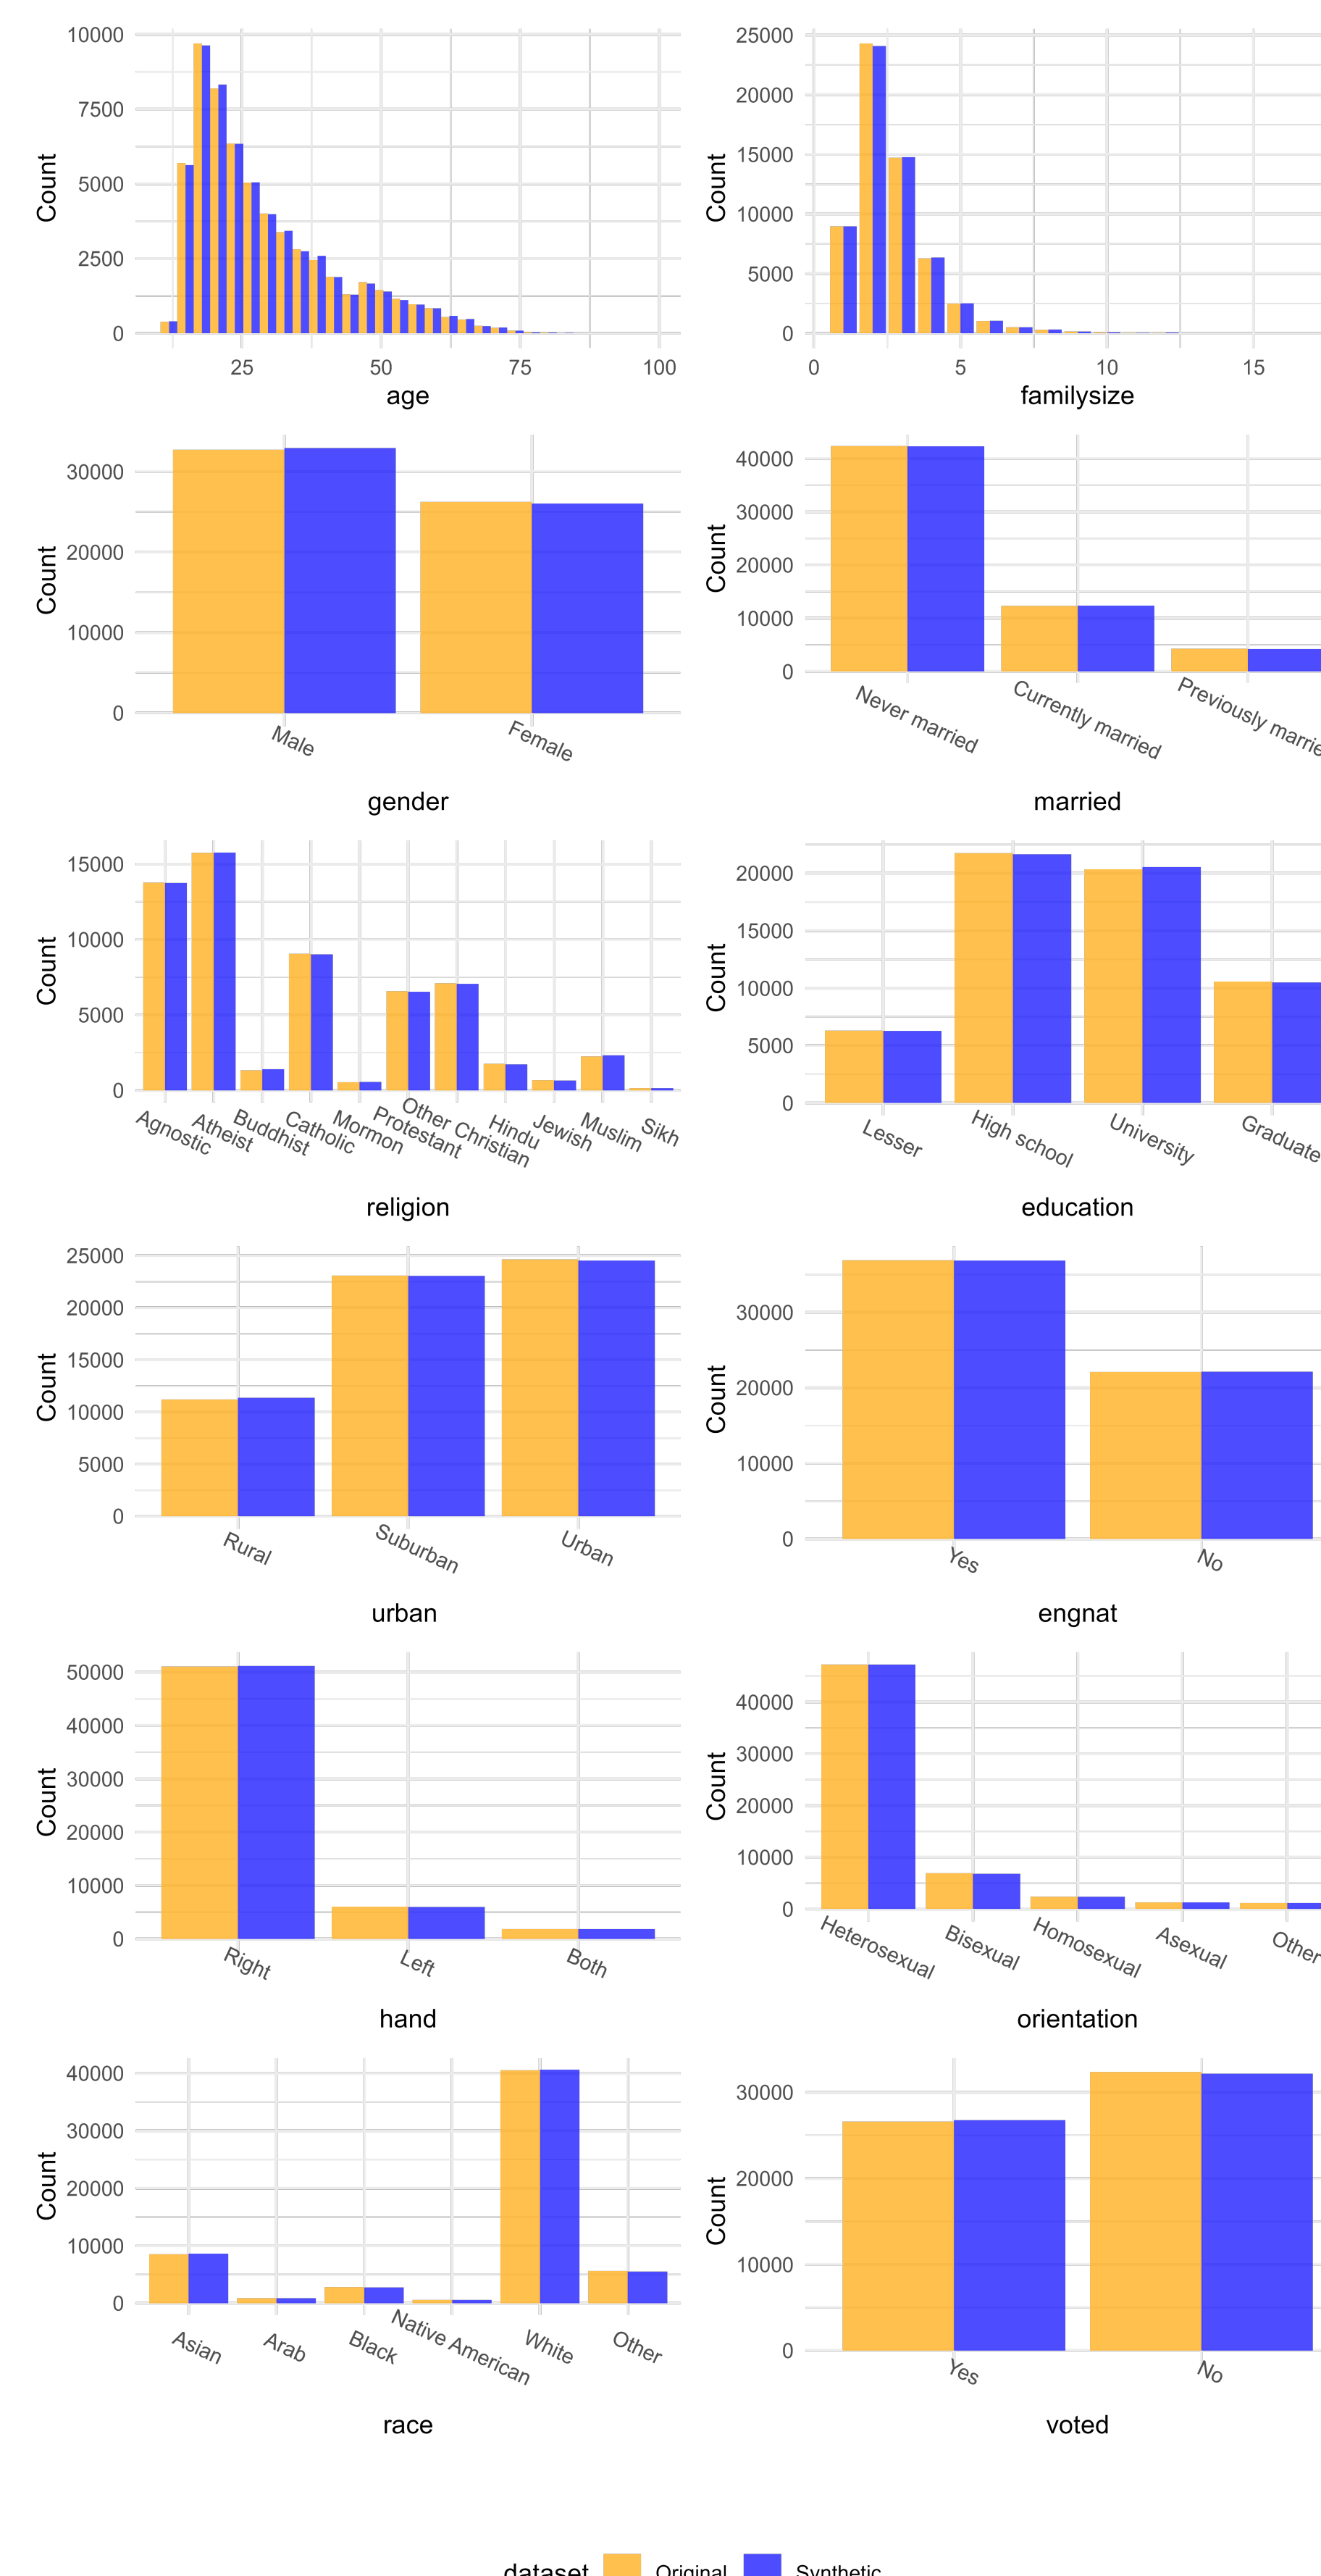 10000
7500
5000
2500
0
Count
25
50
75
100
age
25000
20000
15000
10000
5000
0
Count
0
5
10
15
familysize
30000
20000
10000
0
Count
Male
Female
gender
40000
30000
20000
10000
0
Count
Never married
Currently married
Previously marrie
married
15000
10000
5000
0
Count
Agnostic
Atheist
Buddhist
Catholic
Mormon
Protestant
Other Christian
Hindu
Jewish
Muslim
Sikh
religion
20000
15000
10000
5000
0
Count
Lesser
High school
University
Graduate
education
25000
20000
15000
10000
5000
0
Count
Rural
Suburban
Urban
urban
30000
20000
10000
0
Count
Yes
No
engnat
50000
40000
30000
20000
10000
0
Count
Right
Left
Both
hand
40000
30000
20000
10000
0
Count
Heterosexual
Bisexual
Homosexual
Asexual
Other
orientation
40000
30000
20000
10000
0
Count
Asian
Arab
Black
Native American
White
Other
race
30000
20000
10000
0
Count
Yes
No
voted
dataset Original Synthetic